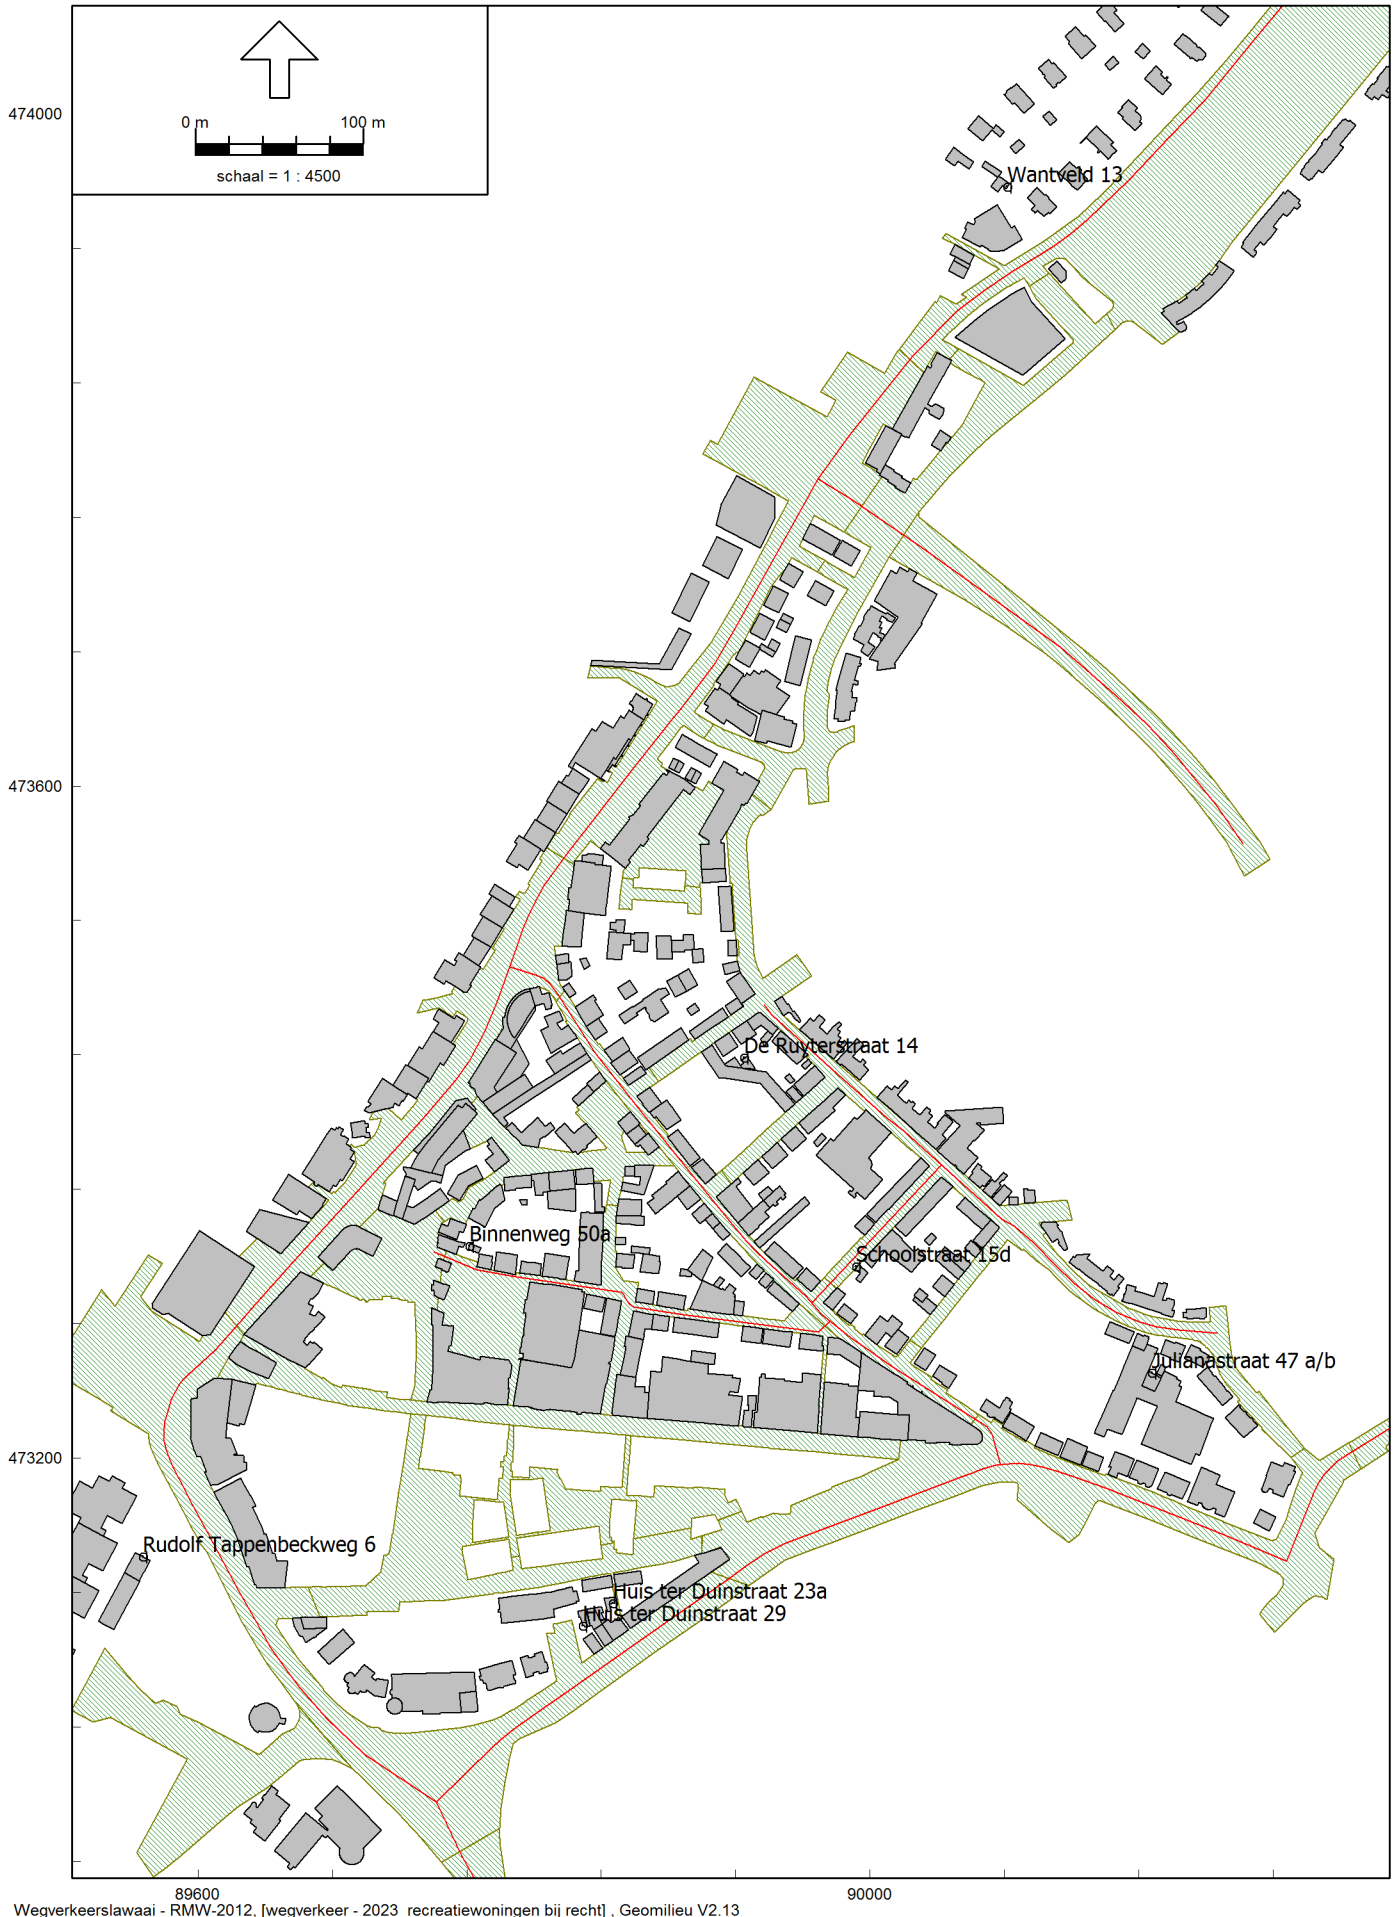 0 m 100 m
schaal = 1 : 4500
474000
Wantveld 13
473600
De Ruyterstraat 14
Binnenweg 50a
Schoolstraat 15d
Julianastraat 47 a/b
473200
Rudolf Tappenbeckweg 6
Huis ter Duinstraat 23a
Huis ter Duinstraat 29
89600 90000
Wegverkeerslawaai - RMW-2012, [wegverkeer - 2023 recreatiewoningen bij recht] , Geomilieu V2.13